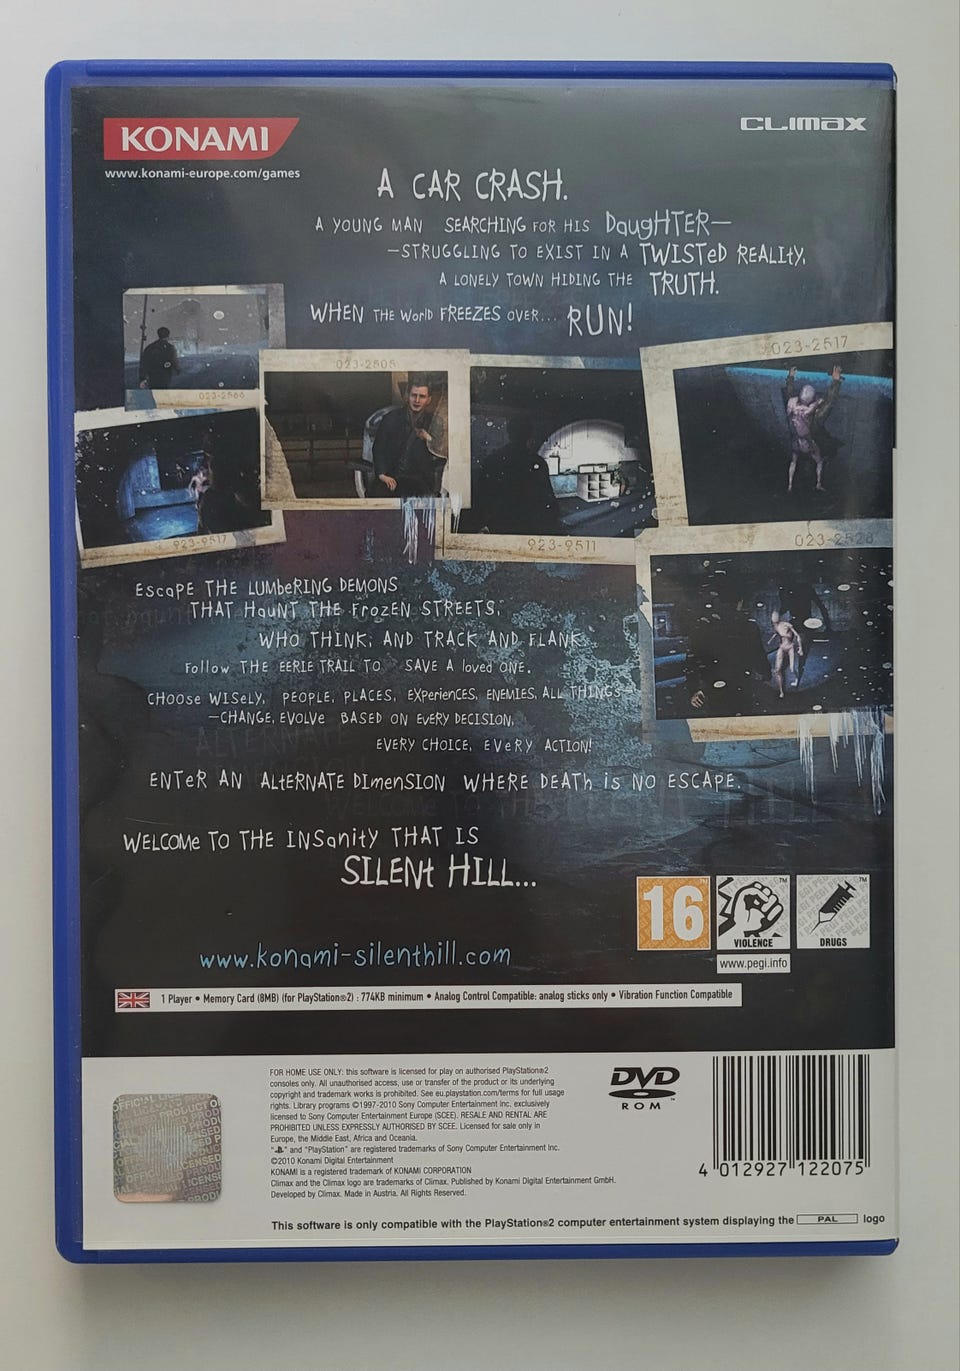 KONAMI
CLIMAX
www.konami-europe.com/games
A CAR CRASH.
A YOUNG MAN SEARCHING FOR HIS DaugHTER—
—STRUGGLING TO EXIST IN A TWISTeD REALItY,
A LONELY TOWN HIDING THE TRUTH.
WHEN THE WorlD FREEZES OVER... RUN!
023-2505
023-2517
023-9517
023-9511
EscaPE THE LUMbeRING DEMONS
THAT HauNT THE FrozEN STREETS,
WHO THINK, AND TRACK AND FLANK
Follow THE EERIE TRAIL TO SAVE A loved ONE.
CHOOse WISely, PEOPLE, PLACES, EXPerieNCES, ENEMIES, ALL THINGS—
—CHANGE, EVOLVe BASED ON EVERY DECISION,
EVERY CHOICE, EVeRY ACTION!
ENTeR AN AltERNATE DImenSION WHERE DEATh is NO ESCAPE.
WELCOMe TO THE INSanitY THAT IS
SILENt HILL...
www.konami-silenthill.com
16
VIOLENCE
DRUGS
www.pegi.info
1 Player • Memory Card (8MB) (for PlayStation®2) : 774KB minimum • Analog Control Compatible: analog sticks only • Vibration Function Compatible
FOR HOME USE ONLY: this software is licensed for play on authorised PlayStation®2
consoles only. All unauthorised access, use or transfer of the product or its underlying
copyright and trademark works is prohibited. See eu.playstation.com/terms for full usage
rights. Library programs ©1997-2010 Sony Computer Entertainment Inc. exclusively
licensed to Sony Computer Entertainment Europe (SCEE). RESALE AND RENTAL ARE
PROHIBITED UNLESS EXPRESSLY AUTHORISED BY SCEE. Licensed for sale only in
Europe, the Middle East, Africa and Oceania.
" " and "PlayStation" are registered trademarks of Sony Computer Entertainment Inc.
©2010 Konami Digital Entertainment
KONAMI is a registered trademark of KONAMI CORPORATION
Climax and the Climax logo are trademarks of Climax. Published by Konami Digital Entertainment GmbH.
Developed by Climax. Made in Austria. All Rights Reserved.
DVD
ROM
4 012927 122075
This software is only compatible with the PlayStation®2 computer entertainment system displaying the PAL logo